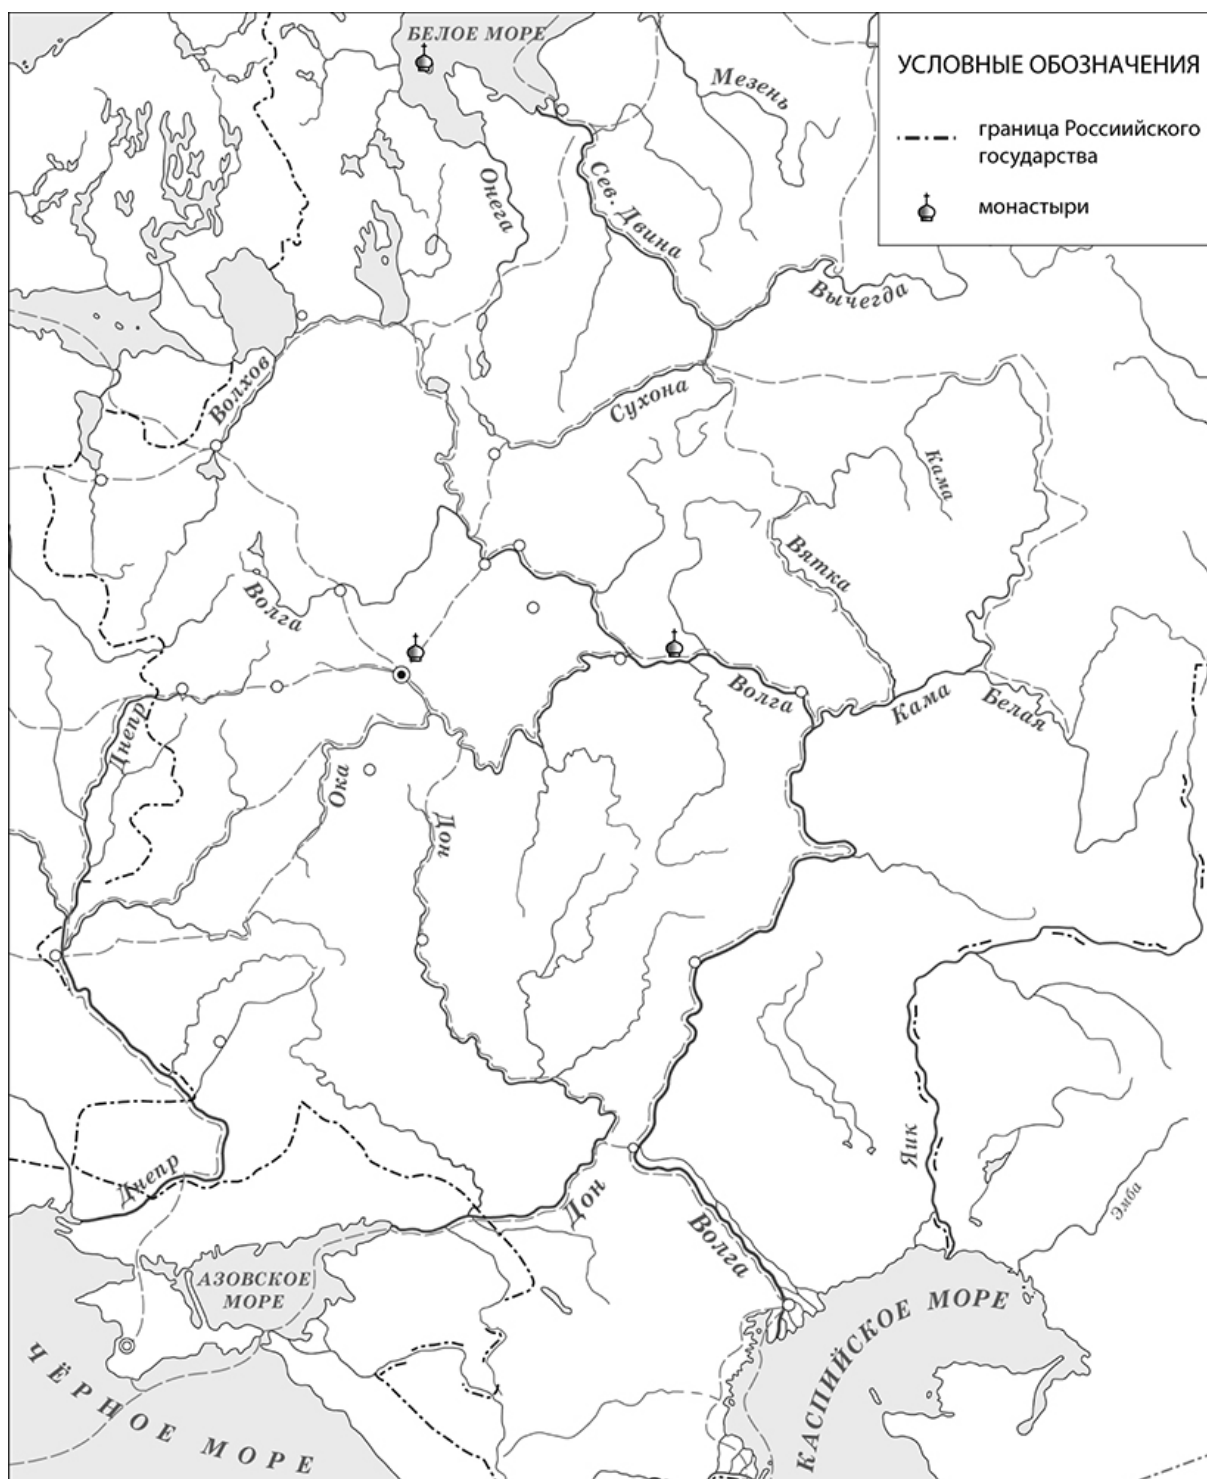 БЕЛОЕ МОРЕ
УСЛОВНЫЕ ОБОЗНАЧЕНИЯ
граница Россиийского
государства
монастыри
Мезень
Онега
Сев. Двина
Вычегда
Волхов
Сухона
Кама
Вятка
Волга
Волга
Кама
Белая
Днепр
Ока
Дон
Яик
Эмба
Днепр
Дон
Волга
АЗОВСКОЕ
МОРЕ
ЧЁРНОЕ МОРЕ
КАСПИЙСКОЕ МОРЕ